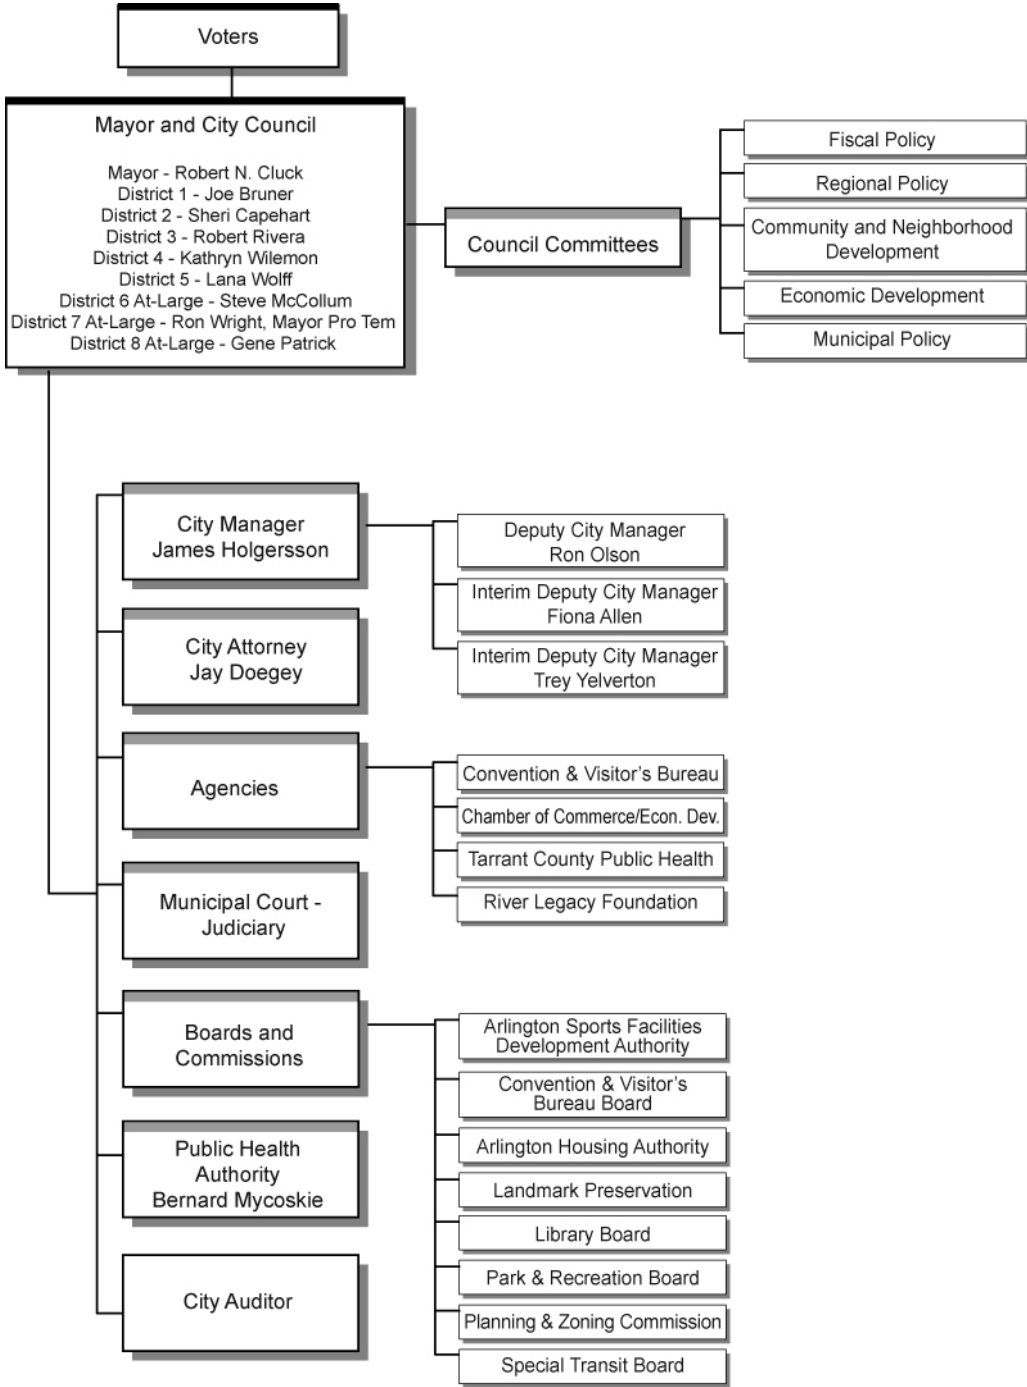 Voters
Mayor and City Council
Mayor - Robert N. Cluck
District 1 - Joe Bruner
District 2 - Sheri Capehart
District 3 - Robert Rivera
District 4 - Kathryn Wilemon
District 5 - Lana Wolff
District 6 At-Large - Steve McCollum
District 7 At-Large - Ron Wright, Mayor Pro Tem
District 8 At-Large - Gene Patrick
Council Committees
Fiscal Policy
Regional Policy
Community and Neighborhood
Development
Economic Development
Municipal Policy
City Manager
James Holgersson
Deputy City Manager
Ron Olson
Interim Deputy City Manager
Fiona Allen
Interim Deputy City Manager
Trey Yelverton
City Attorney
Jay Doegey
Agencies
Convention & Visitor's Bureau
Chamber of Commerce/Econ. Dev.
Tarrant County Public Health
River Legacy Foundation
Municipal Court -
Judiciary
Boards and
Commissions
Arlington Sports Facilities
Development Authority
Convention & Visitor's
Bureau Board
Arlington Housing Authority
Landmark Preservation
Library Board
Park & Recreation Board
Planning & Zoning Commission
Special Transit Board
Public Health
Authority
Bernard Mycoskie
City Auditor